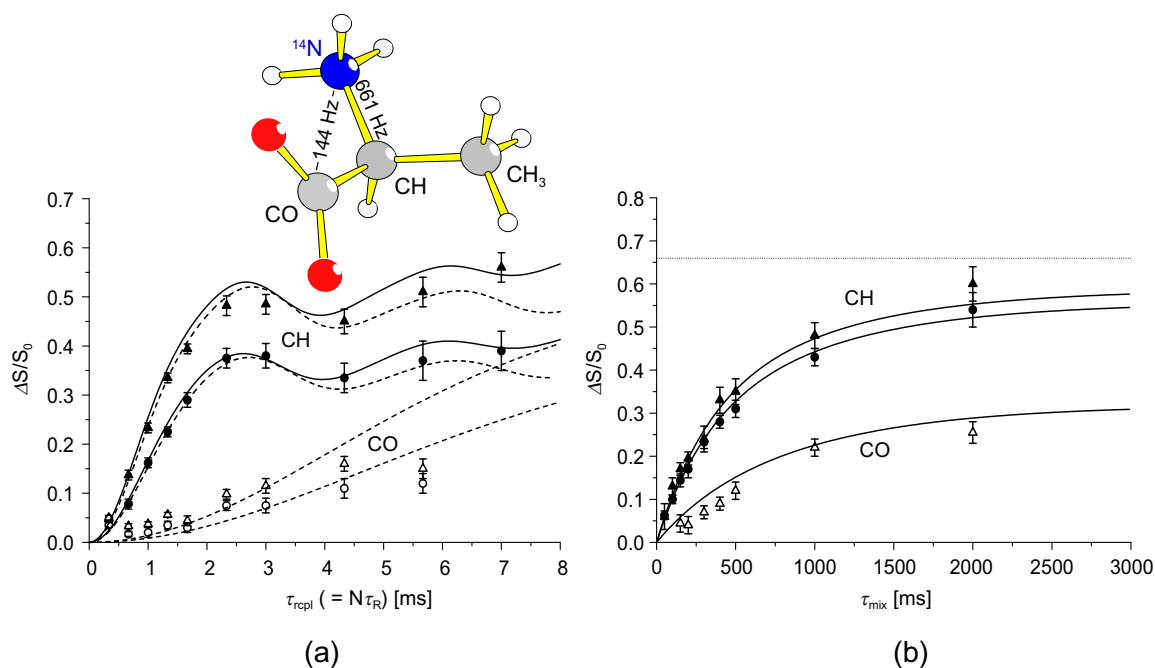 ¹⁴N
661 Hz
144 Hz
CH
CH₃
CO
0.7
0.6
0.5
0.4
0.3
0.2
0.1
0.0
ΔS/S₀
CH
CO
0 1 2 3 4 5 6 7 8
τrcpl ( = NτR) [ms]
(a)
0.8
0.7
0.6
0.5
0.4
0.3
0.2
0.1
0.0
ΔS/S₀
CH
CO
0 500 1000 1500 2000 2500 3000
τmix [ms]
(b)